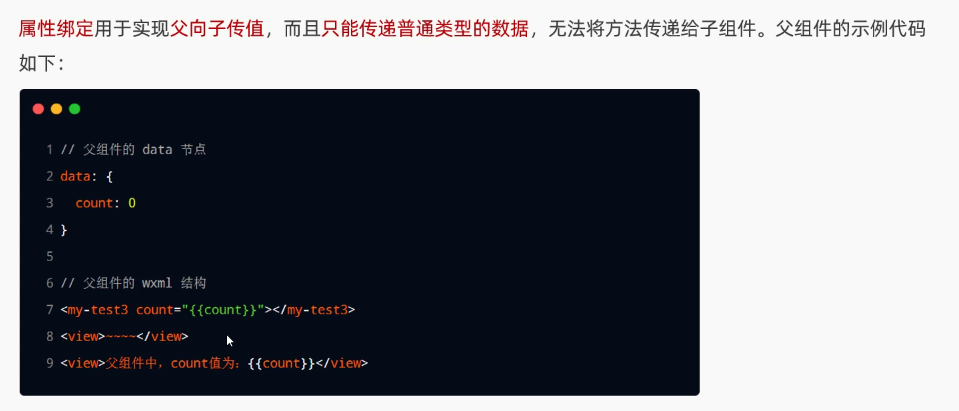 属性绑定用于实现父向子传值，而且只能传递普通类型的数据，无法将方法传递给子组件。父组件的示例代码
如下：
1 // 父组件的 data 节点
2 data: {
3   count: 0
4 }
5
6 // 父组件的 wxml 结构
7 <my-test3 count="{{count}}"></my-test3>
8 <view>~~~~</view>
9 <view>父组件中，count值为：{{count}}</view>